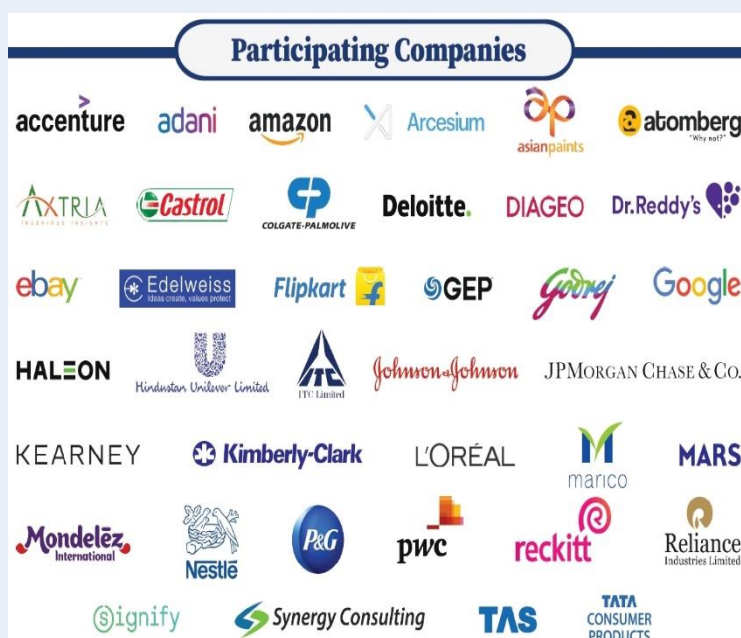 Participating Companies
accenture adani amazon Arcesium asianpaints atomberg
"Why not?"
AXTRIA
INGENIOUS INSIGHTS
Castrol COLGATE-PALMOLIVE Deloitte. DIAGEO Dr.Reddy's
ebay Edelweiss
Ideas create, values protect
Flipkart GEP Godrej Google
HALEON Hindustan Unilever Limited ITC Limited Johnson&Johnson JPMORGAN CHASE & CO.
KEARNEY Kimberly-Clark L'ORÉAL marico MARS
Mondelēz
International
Nestlé P&G pwc reckitt Reliance
Industries Limited
Signify Synergy Consulting TAS TATA
CONSUMER
PRODUCTS